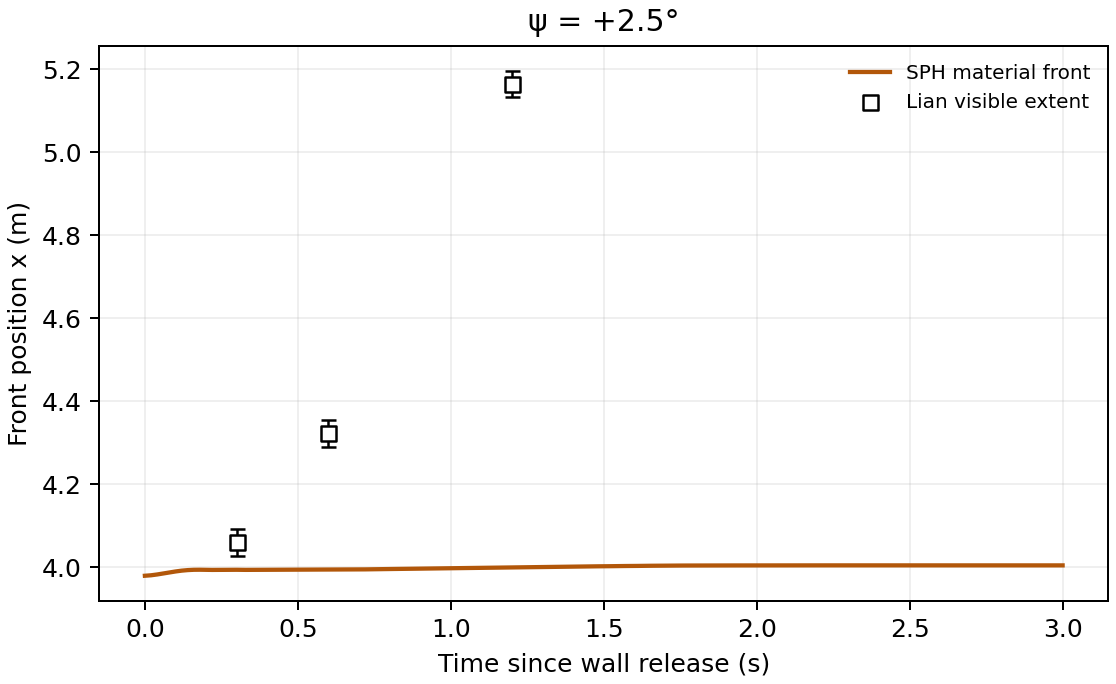 ψ = +2.5°
SPH material front
Lian visible extent
Front position x (m)
5.2
5.0
4.8
4.6
4.4
4.2
4.0
0.0 0.5 1.0 1.5 2.0 2.5 3.0
Time since wall release (s)